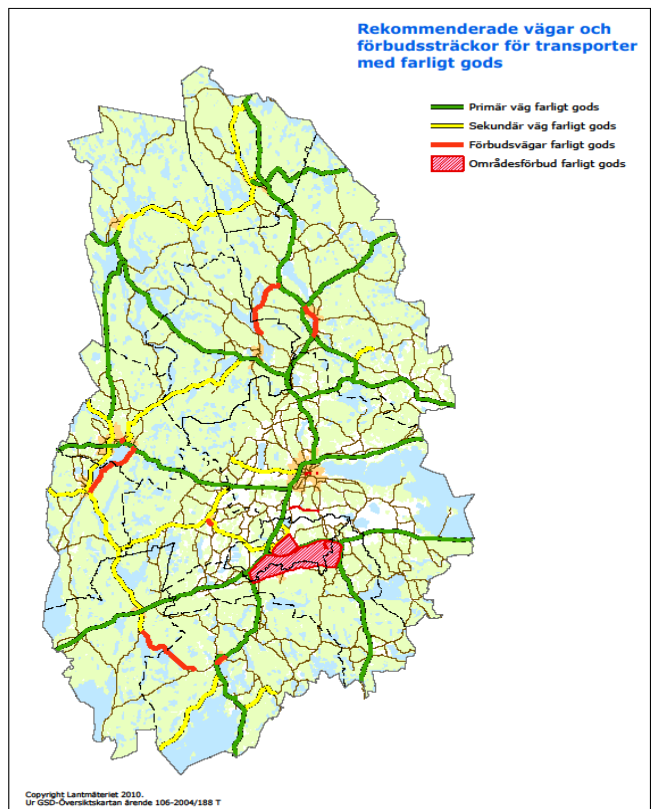 Rekommenderade vägar och
förbudssträckor för transporter
med farligt gods
Primär väg farligt gods
Sekundär väg farligt gods
Förbudsvägar farligt gods
Områdesförbud farligt gods
Copyright Lantmäteriet 2010.
Ur GSD-Översiktskartan ärende 106-2004/188 T